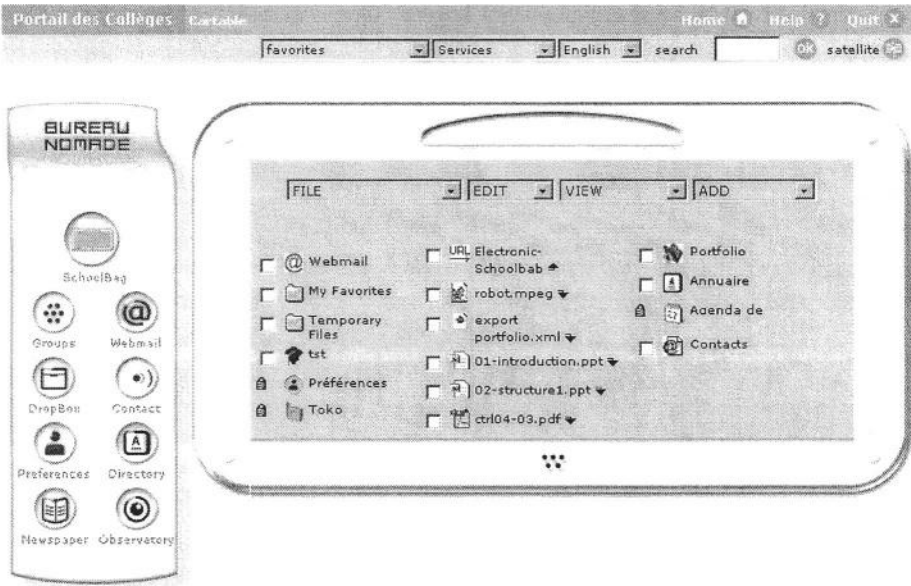 Portail des Collèges Cartable Home Help ? Quit X
favorites Services English search OK satellite
BUREAU
NOMADE
SchoolBag
Groups Webmail
DropBox Contact
Preferences Directory
Newspaper Observatory
FILE EDIT VIEW ADD
@ Webmail
My Favorites
Temporary
Files
tst
Préférences
Toko
URL Electronic-
Schoolbab
robot.mpeg
export
portfolio.xml
01-introduction.ppt
02-structure1.ppt
ctrl04-03.pdf
Portfolio
Annuaire
Agenda de
Contacts